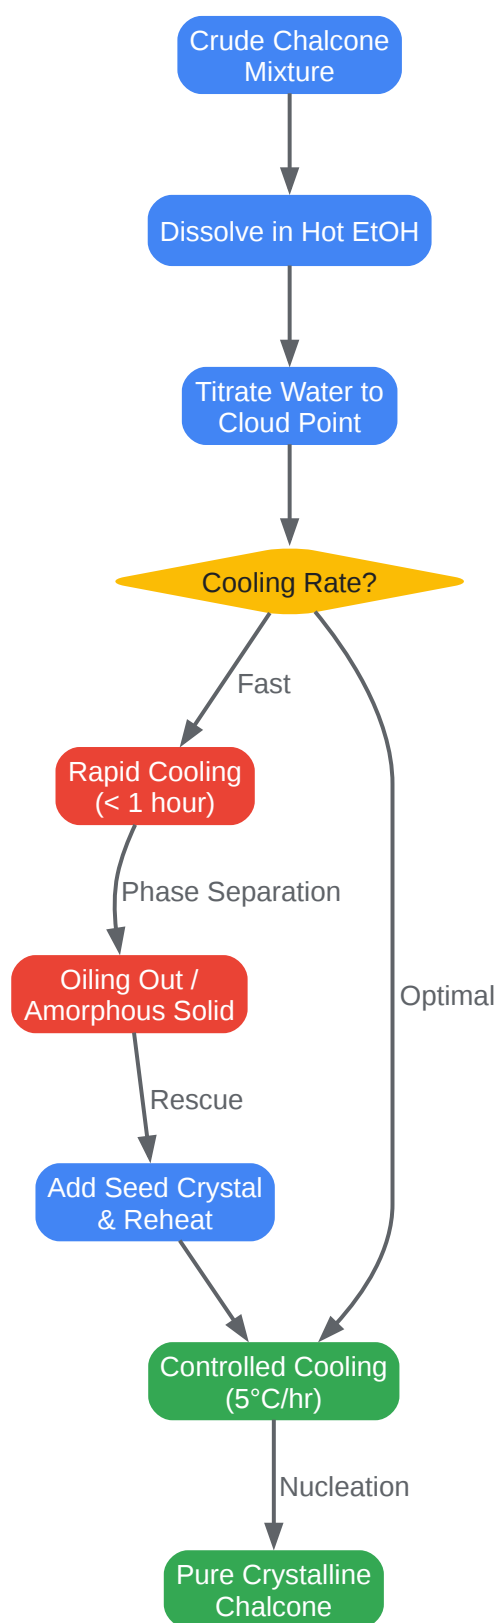 Crude Chalcone
Mixture
Dissolve in Hot EtOH
Titrate Water to
Cloud Point
Cooling Rate?
Fast
Rapid Cooling
(< 1 hour)
Phase Separation
Oiling Out /
Amorphous Solid
Optimal
Rescue
Add Seed Crystal
& Reheat
Controlled Cooling
(5°C/hr)
Nucleation
Pure Crystalline
Chalcone